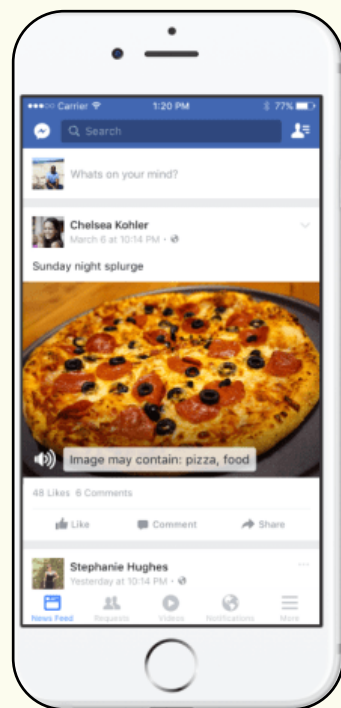 Carrier 1:20 PM 77%
Search
Whats on your mind?
Chelsea Kohler
March 6 at 10:14 PM •
Sunday night splurge
Image may contain: pizza, food
48 Likes 6 Comments
Like Comment Share
Stephanie Hughes
Yesterday at 10:14 PM •
News Feed Requests Videos Notifications More